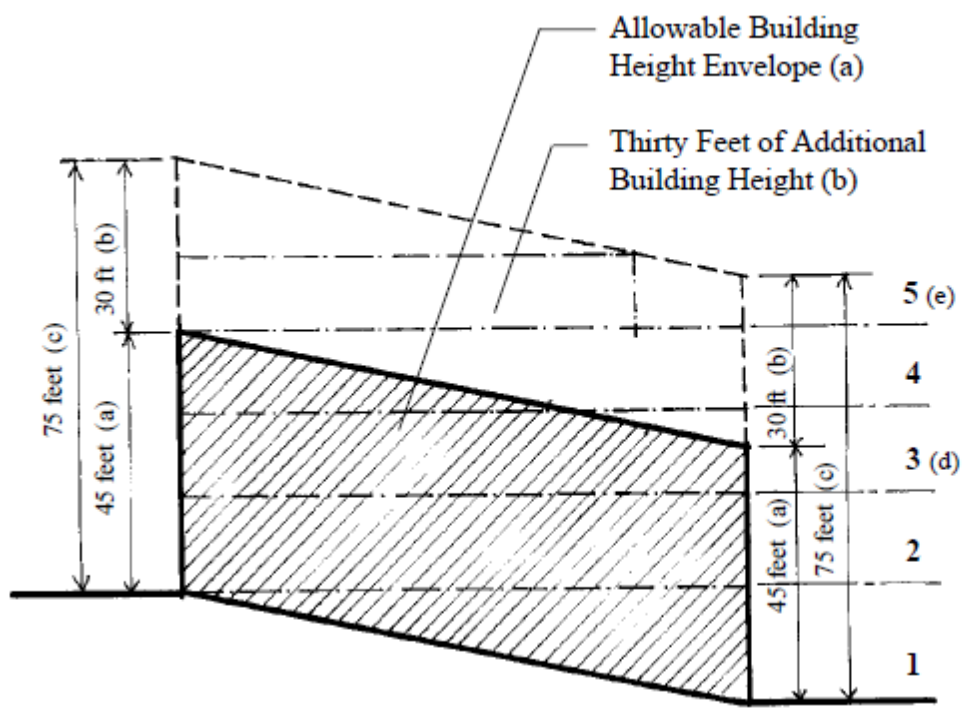 Allowable Building
Height Envelope (a)
Thirty Feet of Additional
Building Height (b)
75 feet (c)
30 ft (b)
45 feet (a)
30 ft (b)
45 feet (a)
75 feet (c)
5 (e)
4
3 (d)
2
1